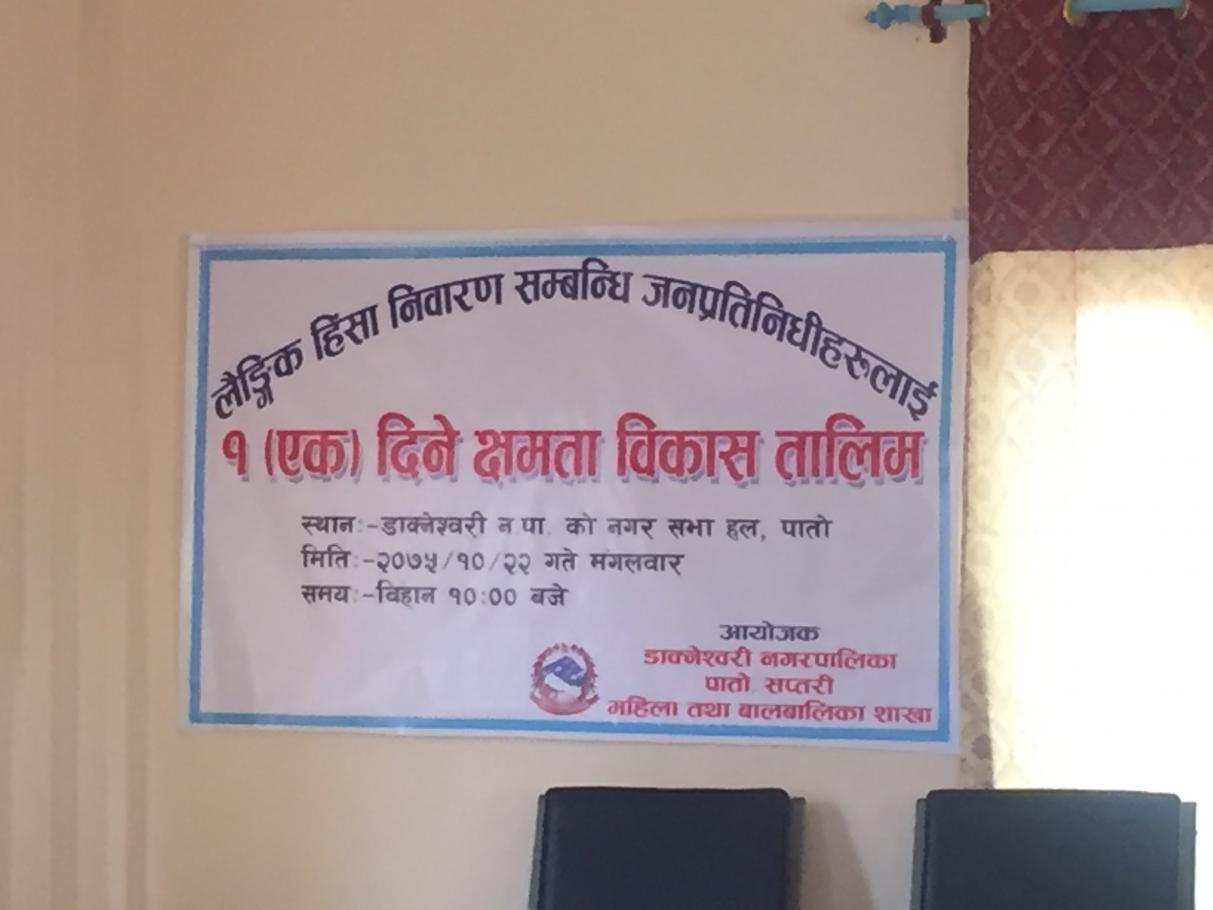 लैङ्गिक हिंसा निवारण सम्बन्धि जनप्रतिनिधीहरूलाई
१ (एक) दिने क्षमता विकास तालिम
स्थानः-डाक्नेश्वरी न.पा. को नगर सभा हल, पातो
मितिः-२०७५/१०/२२ गते मंगलवार
समयः-विहान १०:०० बजे
आयोजक
डाक्नेश्वरी नगरपालिका
पातो, सप्तरी
महिला तथा बालबालिका शाखा